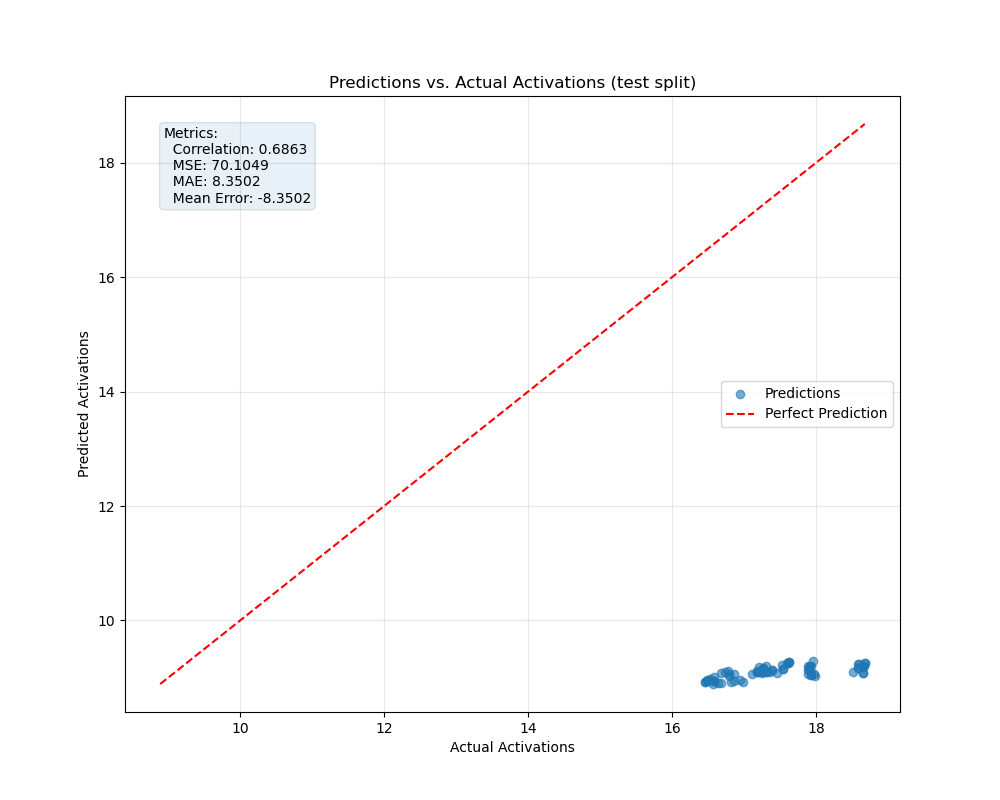 Predictions vs. Actual Activations (test split)
Metrics:
Correlation: 0.6863
MSE: 70.1049
MAE: 8.3502
Mean Error: -8.3502
18
16
14
12
10
Predicted Activations
Predictions
Perfect Prediction
10 12 14 16 18
Actual Activations